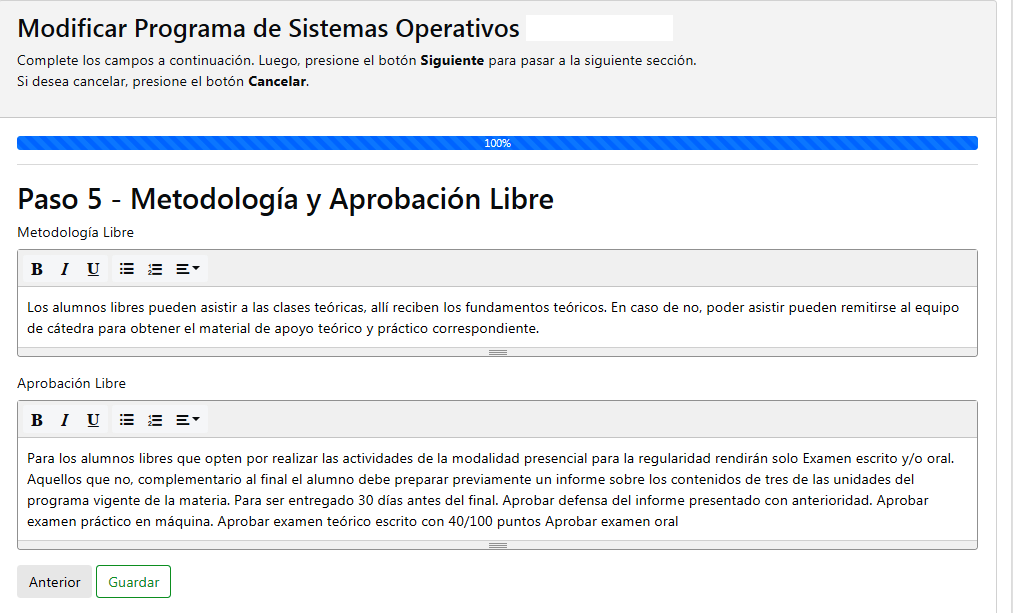 Modificar Programa de Sistemas Operativos
Complete los campos a continuación. Luego, presione el botón Siguiente para pasar a la siguiente sección.
Si desea cancelar, presione el botón Cancelar.
100%
Paso 5 - Metodología y Aprobación Libre
Metodología Libre
B I U
Los alumnos libres pueden asistir a las clases teóricas, allí reciben los fundamentos teóricos. En caso de no, poder asistir pueden remitirse al equipo
de cátedra para obtener el material de apoyo teórico y práctico correspondiente.
Aprobación Libre
B I U
Para los alumnos libres que opten por realizar las actividades de la modalidad presencial para la regularidad rendirán solo Examen escrito y/o oral.
Aquellos que no, complementario al final el alumno debe preparar previamente un informe sobre los contenidos de tres de las unidades del
programa vigente de la materia. Para ser entregado 30 días antes del final. Aprobar defensa del informe presentado con anterioridad. Aprobar
examen práctico en máquina. Aprobar examen teórico escrito con 40/100 puntos Aprobar examen oral
Anterior Guardar